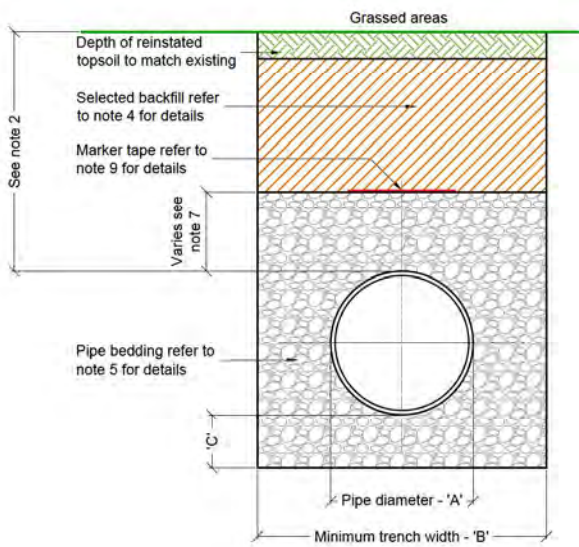 Grassed areas
Depth of reinstated
topsoil to match existing
Selected backfill refer
to note 4 for details
Marker tape refer to
note 9 for details
See note 2
Varies see
note 7
Pipe bedding refer to
note 5 for details
'C'
Pipe diameter - 'A'
Minimum trench width - 'B'